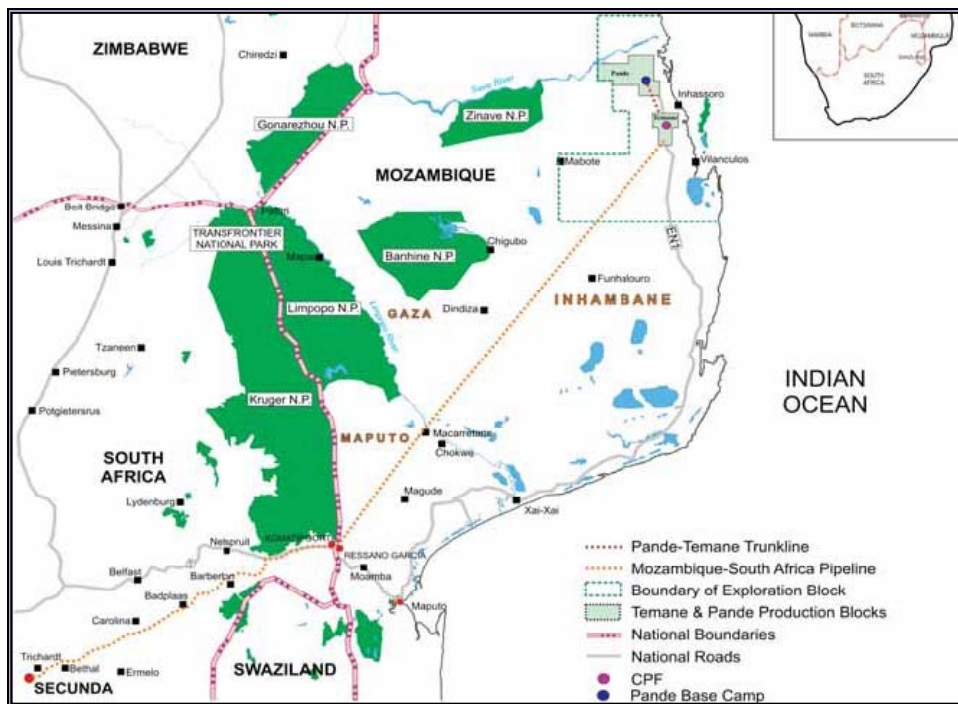 ZIMBABWE
Chiredzi
Save River
Pande
Inhassoro
Temane
Gonarezhou N.P.
Zinave N.P.
Mabote
Vilanculos
MOZAMBIQUE
Beit Bridge
Pafuri
Messina
TRANSFRONTIER
NATIONAL PARK
Mapai
Louis Trichardt
Banhine N.P.
Chigubo
EN1
Funhalouro
INHAMBANE
Limpopo N.P.
GAZA
Dindiza
Limpopo River
Tzaneen
Pietersburg
Potgietersrus
Kruger N.P.
INDIAN
OCEAN
MAPUTO
Macarretane
Chokwe
SOUTH
AFRICA
Lydenburg
Magude
Xai-Xai
Nelspruit
KOMATIPOORT
RESSANO GARCIA
Moamba
Belfast
Barberton
Badplaas
Maputo
Carolina
Trichardt
Bethal
Ermelo
SECUNDA
SWAZILAND
Pande-Temane Trunkline
Mozambique-South Africa Pipeline
Boundary of Exploration Block
Temane & Pande Production Blocks
National Boundaries
National Roads
CPF
Pande Base Camp
BOTSWANA
SOUTH
AFRICA